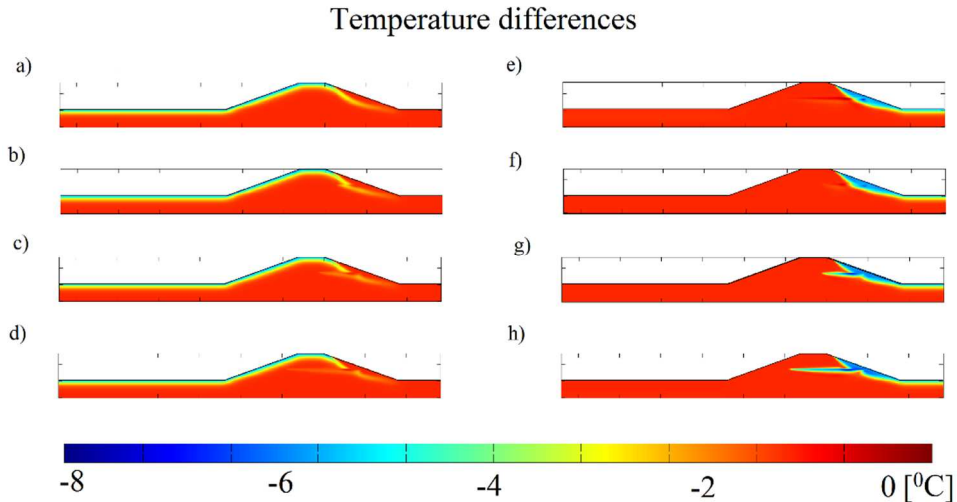 Temperature differences
a)
e)
b)
f)
c)
g)
d)
h)
-8 -6 -4 -2 0 [⁰C]